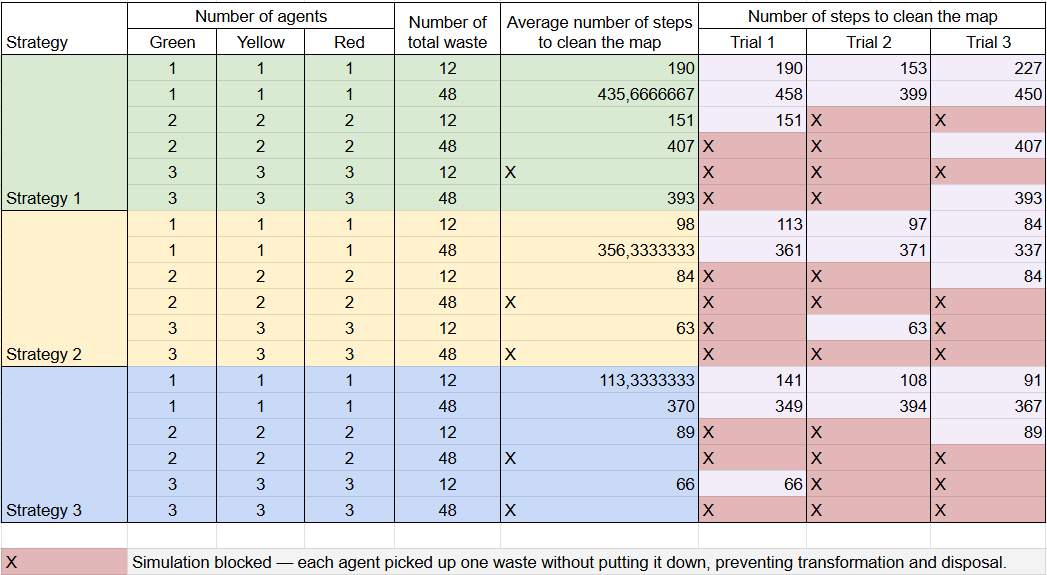 Strategy Number of agents Number of total waste Average number of steps to clean the map Number of steps to clean the map
Green Yellow Red Trial 1 Trial 2 Trial 3
1 1 1 12 190 190 153 227
1 1 1 48 435,6666667 458 399 450
2 2 2 12 151 151 X X
2 2 2 48 407 X X 407
3 3 3 12 X X X X
Strategy 1 3 3 3 48 393 X X 393
1 1 1 12 98 113 97 84
1 1 1 48 356,3333333 361 371 337
2 2 2 12 84 X X 84
2 2 2 48 X X X X
3 3 3 12 63 X 63 X
Strategy 2 3 3 3 48 X X X X
1 1 1 12 113,3333333 141 108 91
1 1 1 48 370 349 394 367
2 2 2 12 89 X X 89
2 2 2 48 X X X X
3 3 3 12 66 66 X X
Strategy 3 3 3 3 48 X X X X
X Simulation blocked — each agent picked up one waste without putting it down, preventing transformation and disposal.